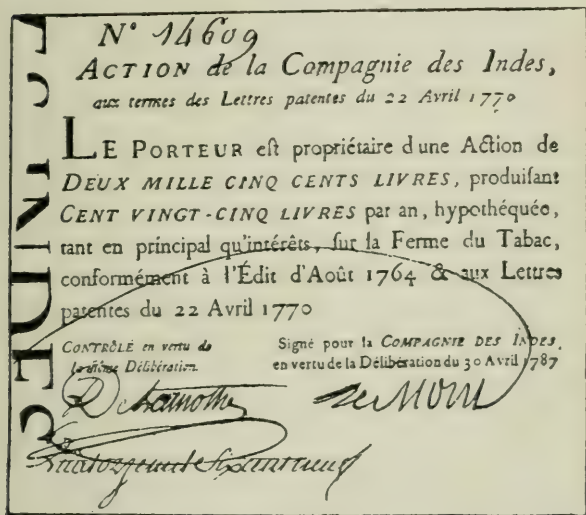 N° 14609
ACTION de la Compagnie des Indes,
aux termes des Lettres patentes du 22 Avril 1770
LE PORTEUR eſt propriétaire d'une Action de
DEUX MILLE CINQ CENTS LIVRES, produiſant
CENT VINGT-CINQ LIVRES par an, hypothéquée,
tant en principal qu'intérêts, ſur la Ferme du Tabac,
conformément à l'Édit d'Août 1764 & aux Lettres
patentes du 22 Avril 1770
CONTRÔLÉ en vertu de
la même Délibération.
Signé pour la COMPAGNIE DES INDES,
en vertu de la Délibération du 30 Avril 1787